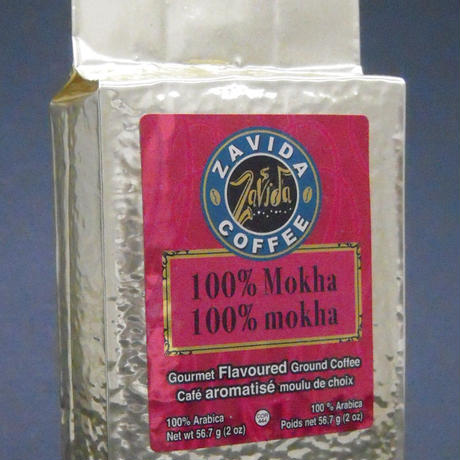 ZAVIDA
Zavida
COFFEE
100% Mokha
100% mokha
Gourmet Flavoured Ground Coffee
Café aromatisé moulu de choix
100% Arabica
Net wt 56.7 g (2 oz)
COR
100 % Arabica
Poids net 56.7 g (2 oz)